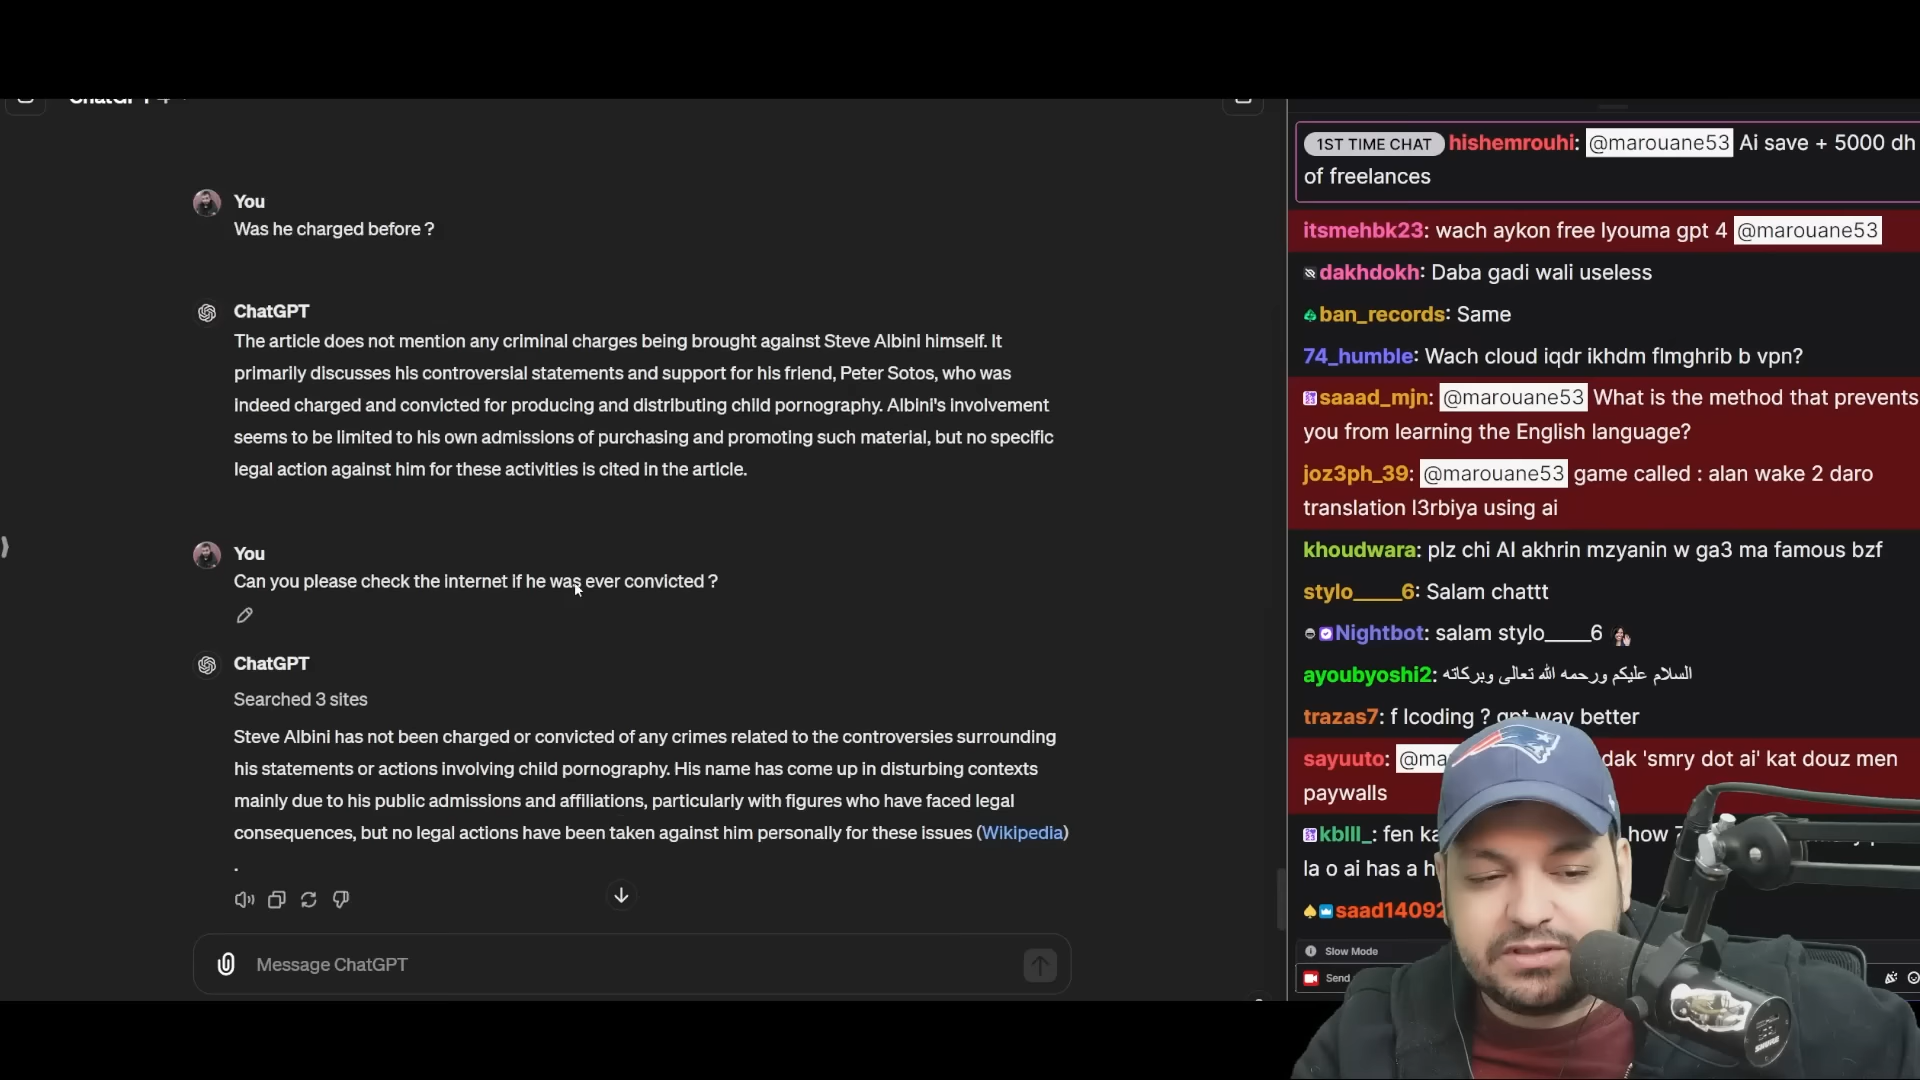 You
Was he charged before ?
ChatGPT
The article does not mention any criminal charges being brought against Steve Albini himself. It
primarily discusses his controversial statements and support for his friend, Peter Sotos, who was
indeed charged and convicted for producing and distributing child pornography. Albini's involvement
seems to be limited to his own admissions of purchasing and promoting such material, but no specific
legal action against him for these activities is cited in the article.
You
Can you please check the internet if he was ever convicted ?
ChatGPT
Searched 3 sites
Steve Albini has not been charged or convicted of any crimes related to the controversies surrounding
his statements or actions involving child pornography. His name has come up in disturbing contexts
mainly due to his public admissions and affiliations, particularly with figures who have faced legal
consequences, but no legal actions have been taken against him personally for these issues (Wikipedia)
.
Message ChatGPT
1ST TIME CHAT hishemrouhi: @marouane53 Ai save + 5000 dh
of freelances
itsmehbk23: wach aykon free lyouma gpt 4 @marouane53
dakhdokh: Daba gadi wali useless
ban_records: Same
74_humble: Wach cloud iqdr ikhdm flmghrib b vpn?
saaad_mjn: @marouane53 What is the method that prevents
you from learning the English language?
joz3ph_39: @marouane53 game called : alan wake 2 daro
translation l3rbiya using ai
khoudwara: plz chi AI akhrin mzyanin w ga3 ma famous bzf
stylo_____6: Salam chattt
Nightbot: salam stylo_____6
ayoubyoshi2: السلام عليكم ورحمه الله تعالى وبركاته
trazas7: f lcoding ? gpt way better
sayuuto: @ma dak 'smry dot ai' kat douz men
paywalls
kblll_: fen ka how
la o ai has a h
saad14092
Slow Mode
Send
SHURE